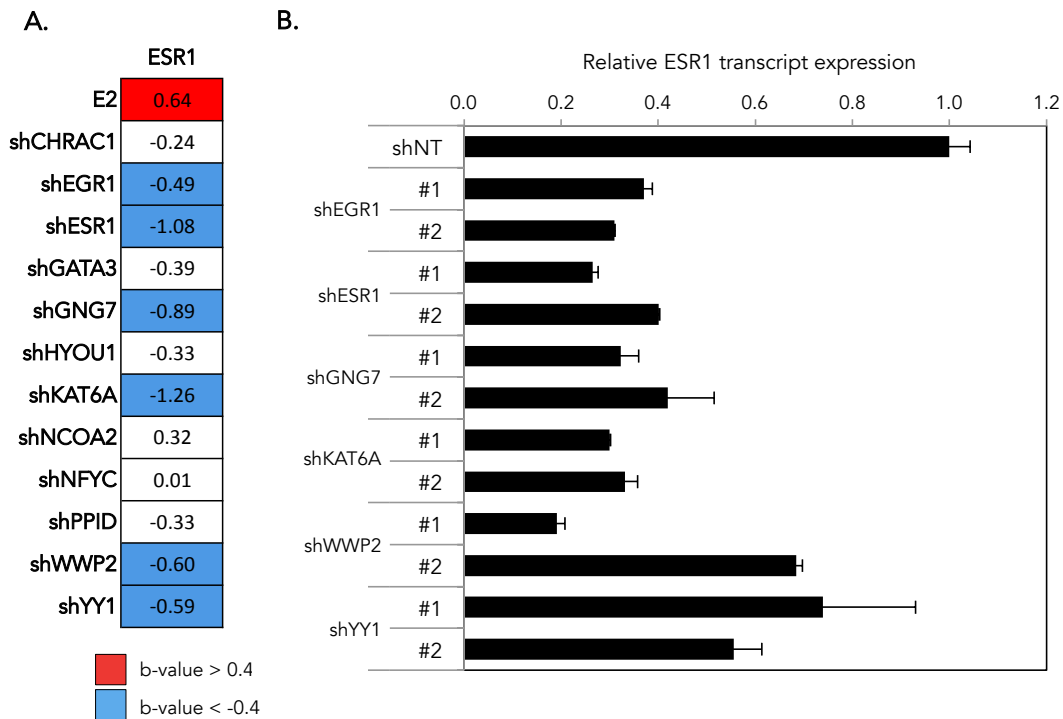 A.
ESR1
E2 0.64
shCHRAC1 -0.24
shEGR1 -0.49
shESR1 -1.08
shGATA3 -0.39
shGNG7 -0.89
shHYOU1 -0.33
shKAT6A -1.26
shNCOA2 0.32
shNFYC 0.01
shPPID -0.33
shWWP2 -0.60
shYY1 -0.59
b-value > 0.4
b-value < -0.4
B.
Relative ESR1 transcript expression
0.0 0.2 0.4 0.6 0.8 1.0 1.2
shNT
shEGR1
#1
#2
shESR1
#1
#2
shGNG7
#1
#2
shKAT6A
#1
#2
shWWP2
#1
#2
shYY1
#1
#2